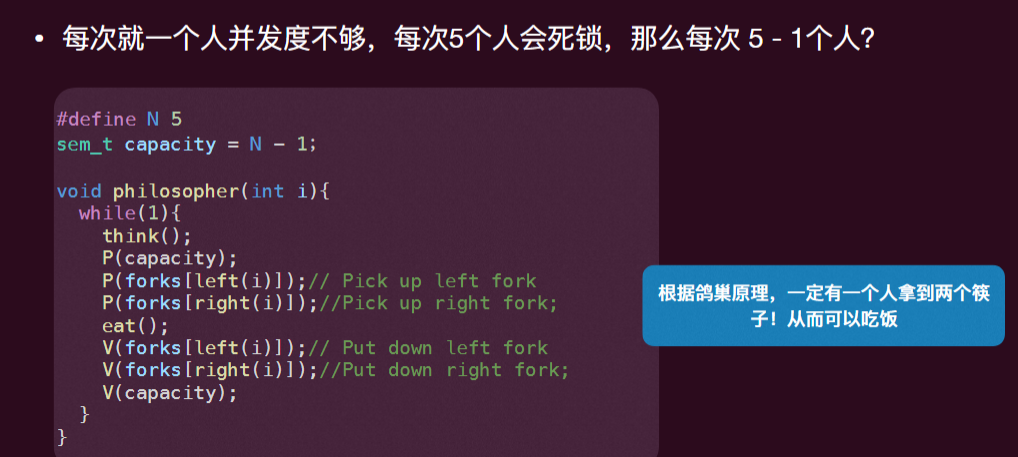 • 每次就一个人并发度不够，每次5个人会死锁，那么每次 5 - 1个人？
#define N 5
sem_t capacity = N - 1;
void philosopher(int i){
while(1){
think();
P(capacity);
P(forks[left(i)]);// Pick up left fork
P(forks[right(i)]);//Pick up right fork;
eat();
V(forks[left(i)]);// Put down left fork
V(forks[right(i)]);//Put down right fork;
V(capacity);
}
}
根据鸽巢原理，一定有一个人拿到两个筷
子！从而可以吃饭